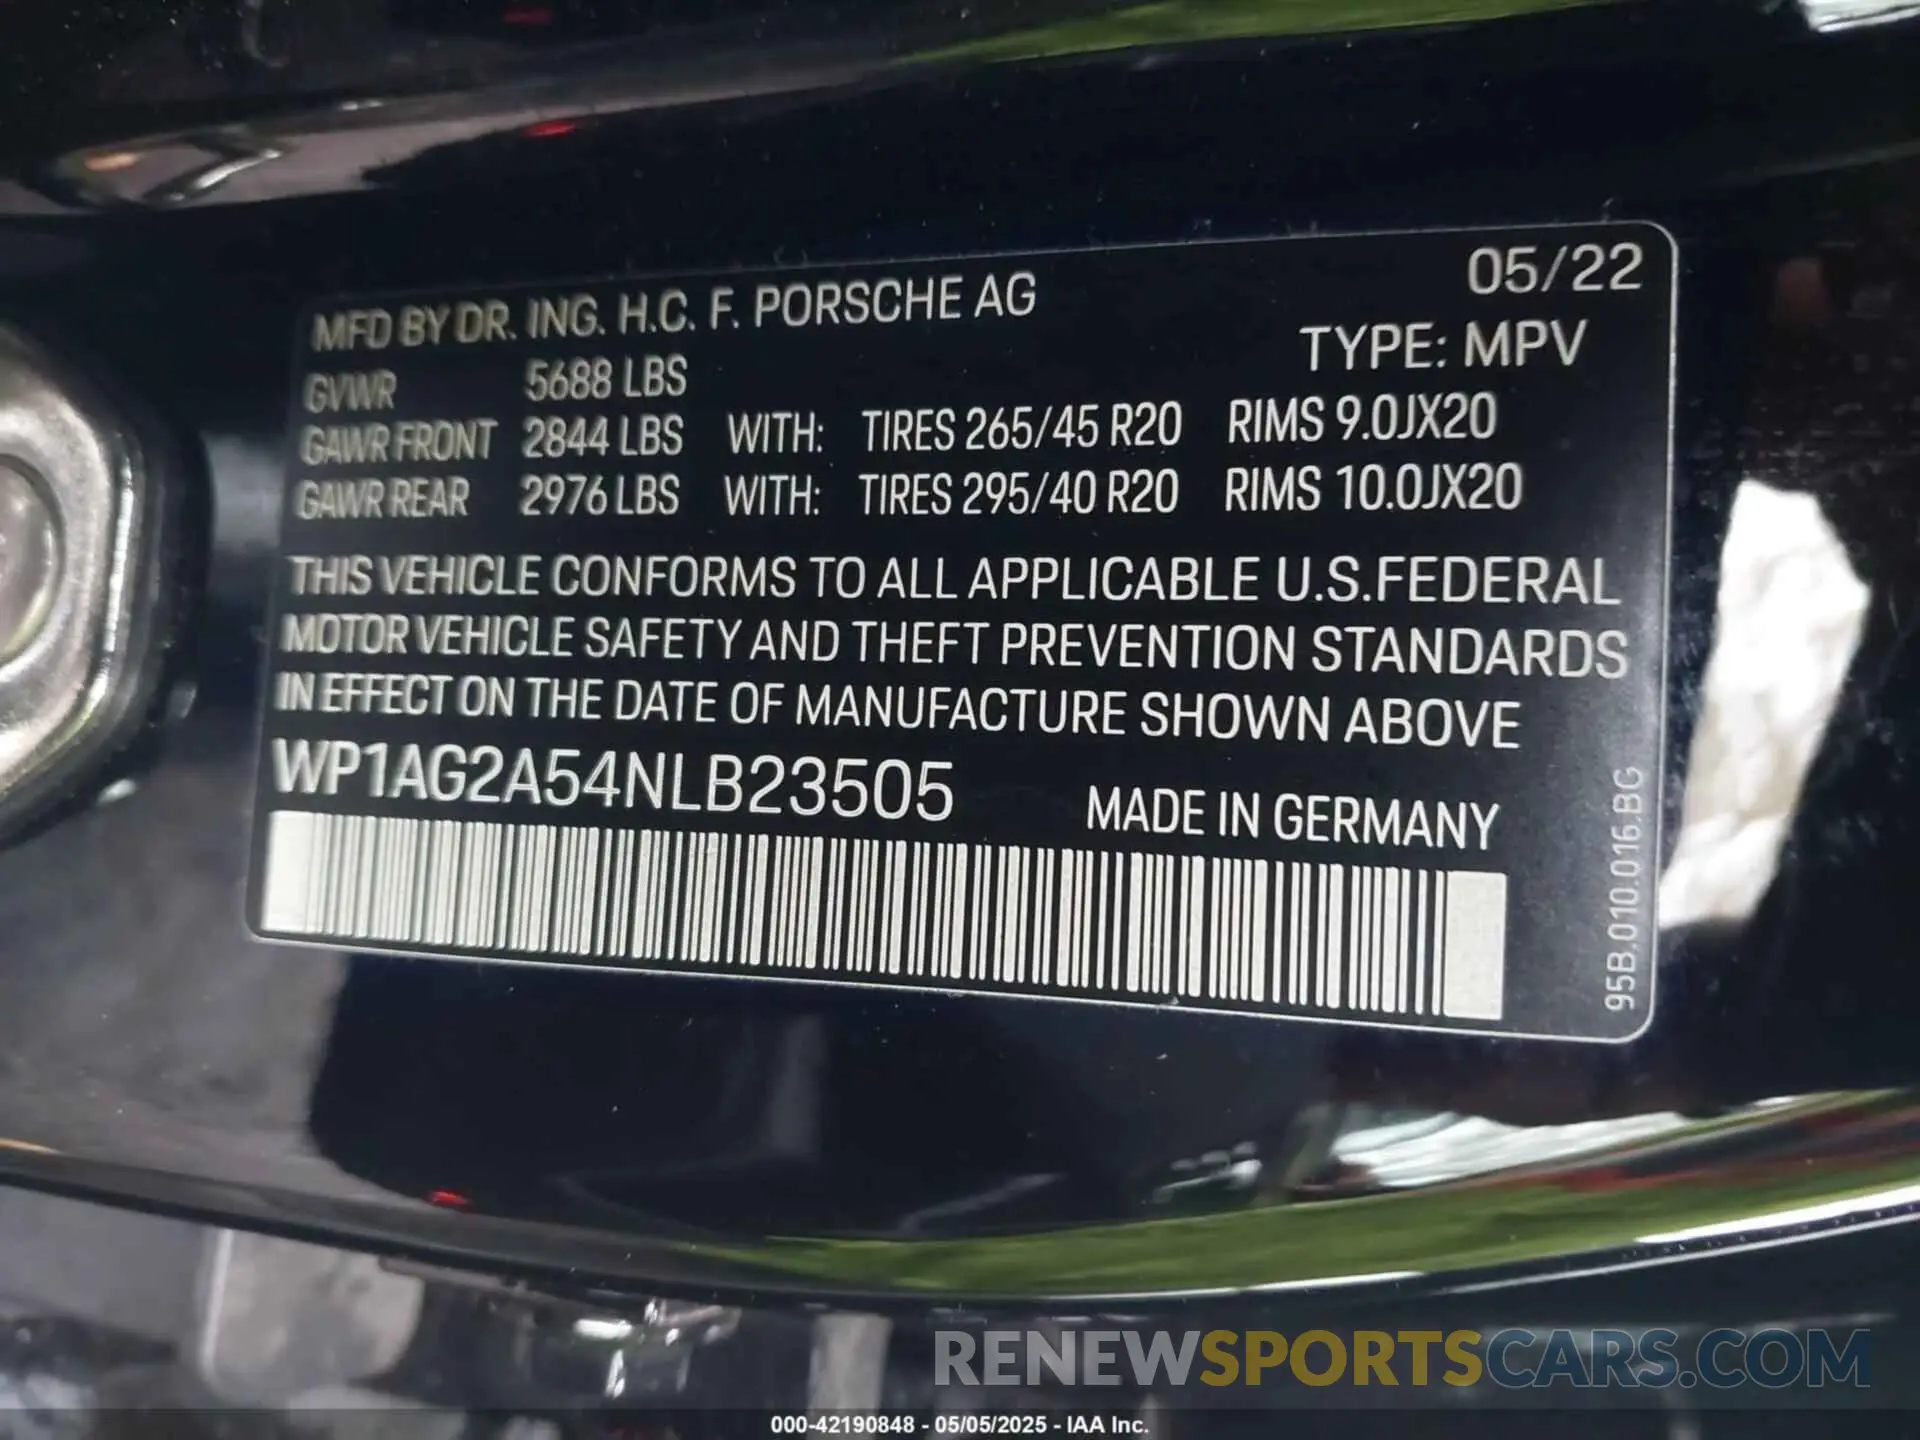 05/22
MFD BY DR. ING. H.C. F. PORSCHE AG
TYPE: MPV
GVWR 5688 LBS
GAWR FRONT 2844 LBS WITH: TIRES 265/45 R20 RIMS 9.0JX20
GAWR REAR 2976 LBS WITH: TIRES 295/40 R20 RIMS 10.0JX20
THIS VEHICLE CONFORMS TO ALL APPLICABLE U.S.FEDERAL
MOTOR VEHICLE SAFETY AND THEFT PREVENTION STANDARDS
IN EFFECT ON THE DATE OF MANUFACTURE SHOWN ABOVE
WP1AG2A54NLB23505
MADE IN GERMANY
95B.010.016.BG
RENEWSPORTSCARS.COM
000-42190848 - 05/05/2025 - IAA Inc.